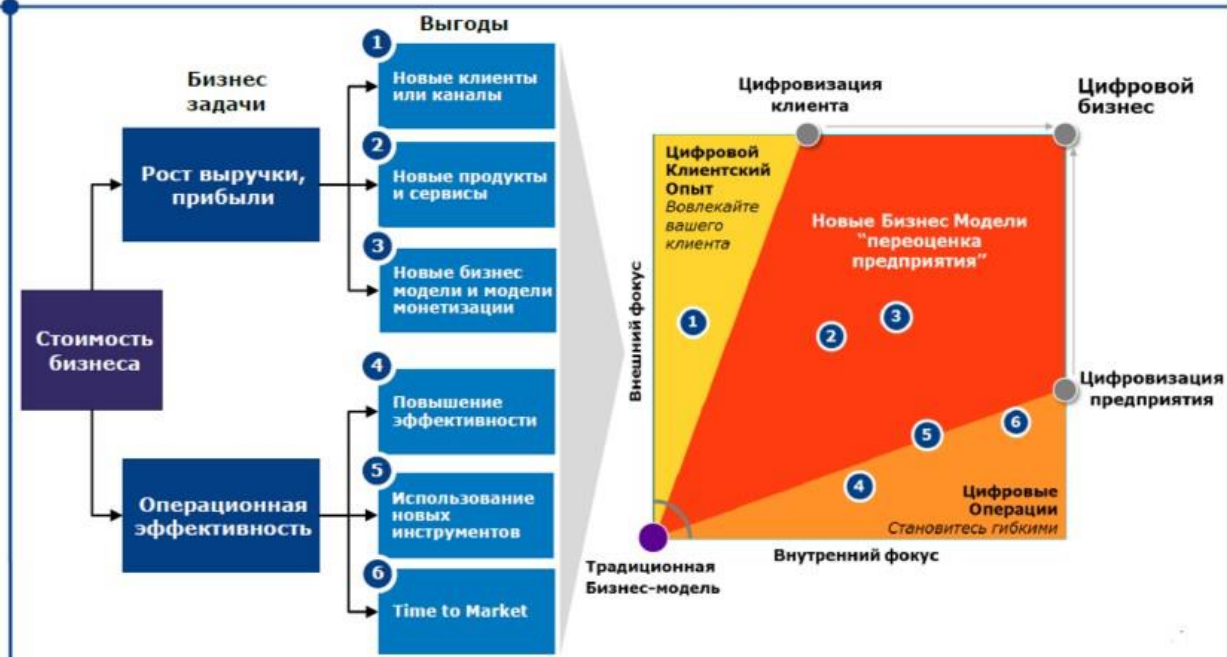 Выгоды
Бизнес
задачи
1
Новые клиенты
или каналы
Рост выручки,
прибыли
2
Новые продукты
и сервисы
3
Новые бизнес
модели и модели
монетизации
Стоимость
бизнеса
4
Повышение
эффективности
Операционная
эффективность
5
Использование
новых
инструментов
6
Time to Market
Цифровизация
клиента
Цифровой
бизнес
Цифровой
Клиентский
Опыт
Вовлекайте
вашего
клиента
Новые Бизнес Модели
“переоценка
предприятия”
Внешний фокус
1
2
3
Цифровизация
предприятия
6
5
4
Цифровые
Операции
Становитесь гибкими
Внутренний фокус
Традиционная
Бизнес-модель